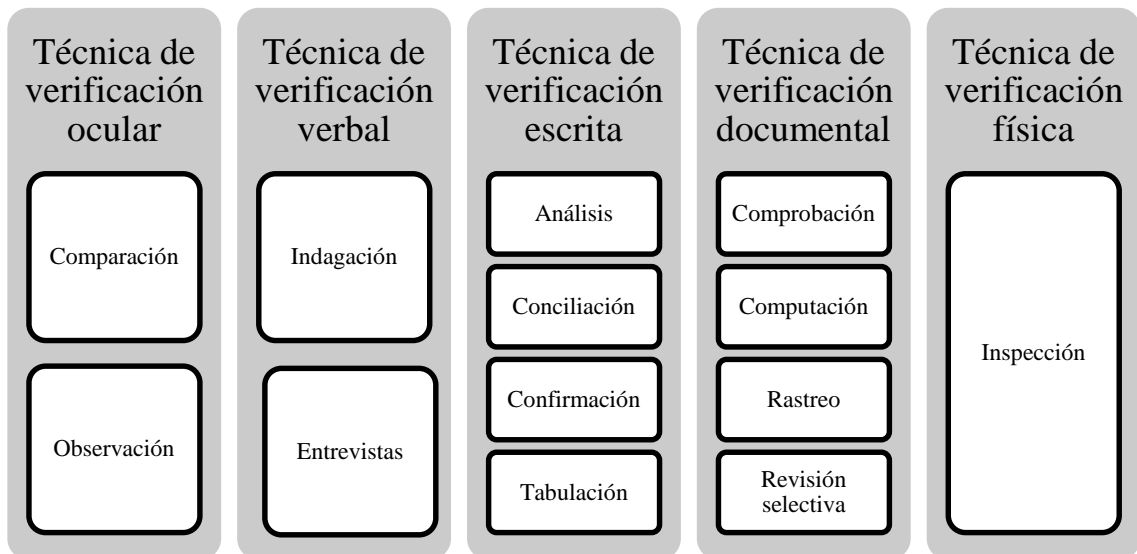 Técnica de
verificación
ocular
Comparación
Observación
Técnica de
verificación
verbal
Indagación
Entrevistas
Técnica de
verificación
escrita
Análisis
Conciliación
Confirmación
Tabulación
Técnica de
verificación
documental
Comprobación
Computación
Rastreo
Revisión
selectiva
Técnica de
verificación
física
Inspección